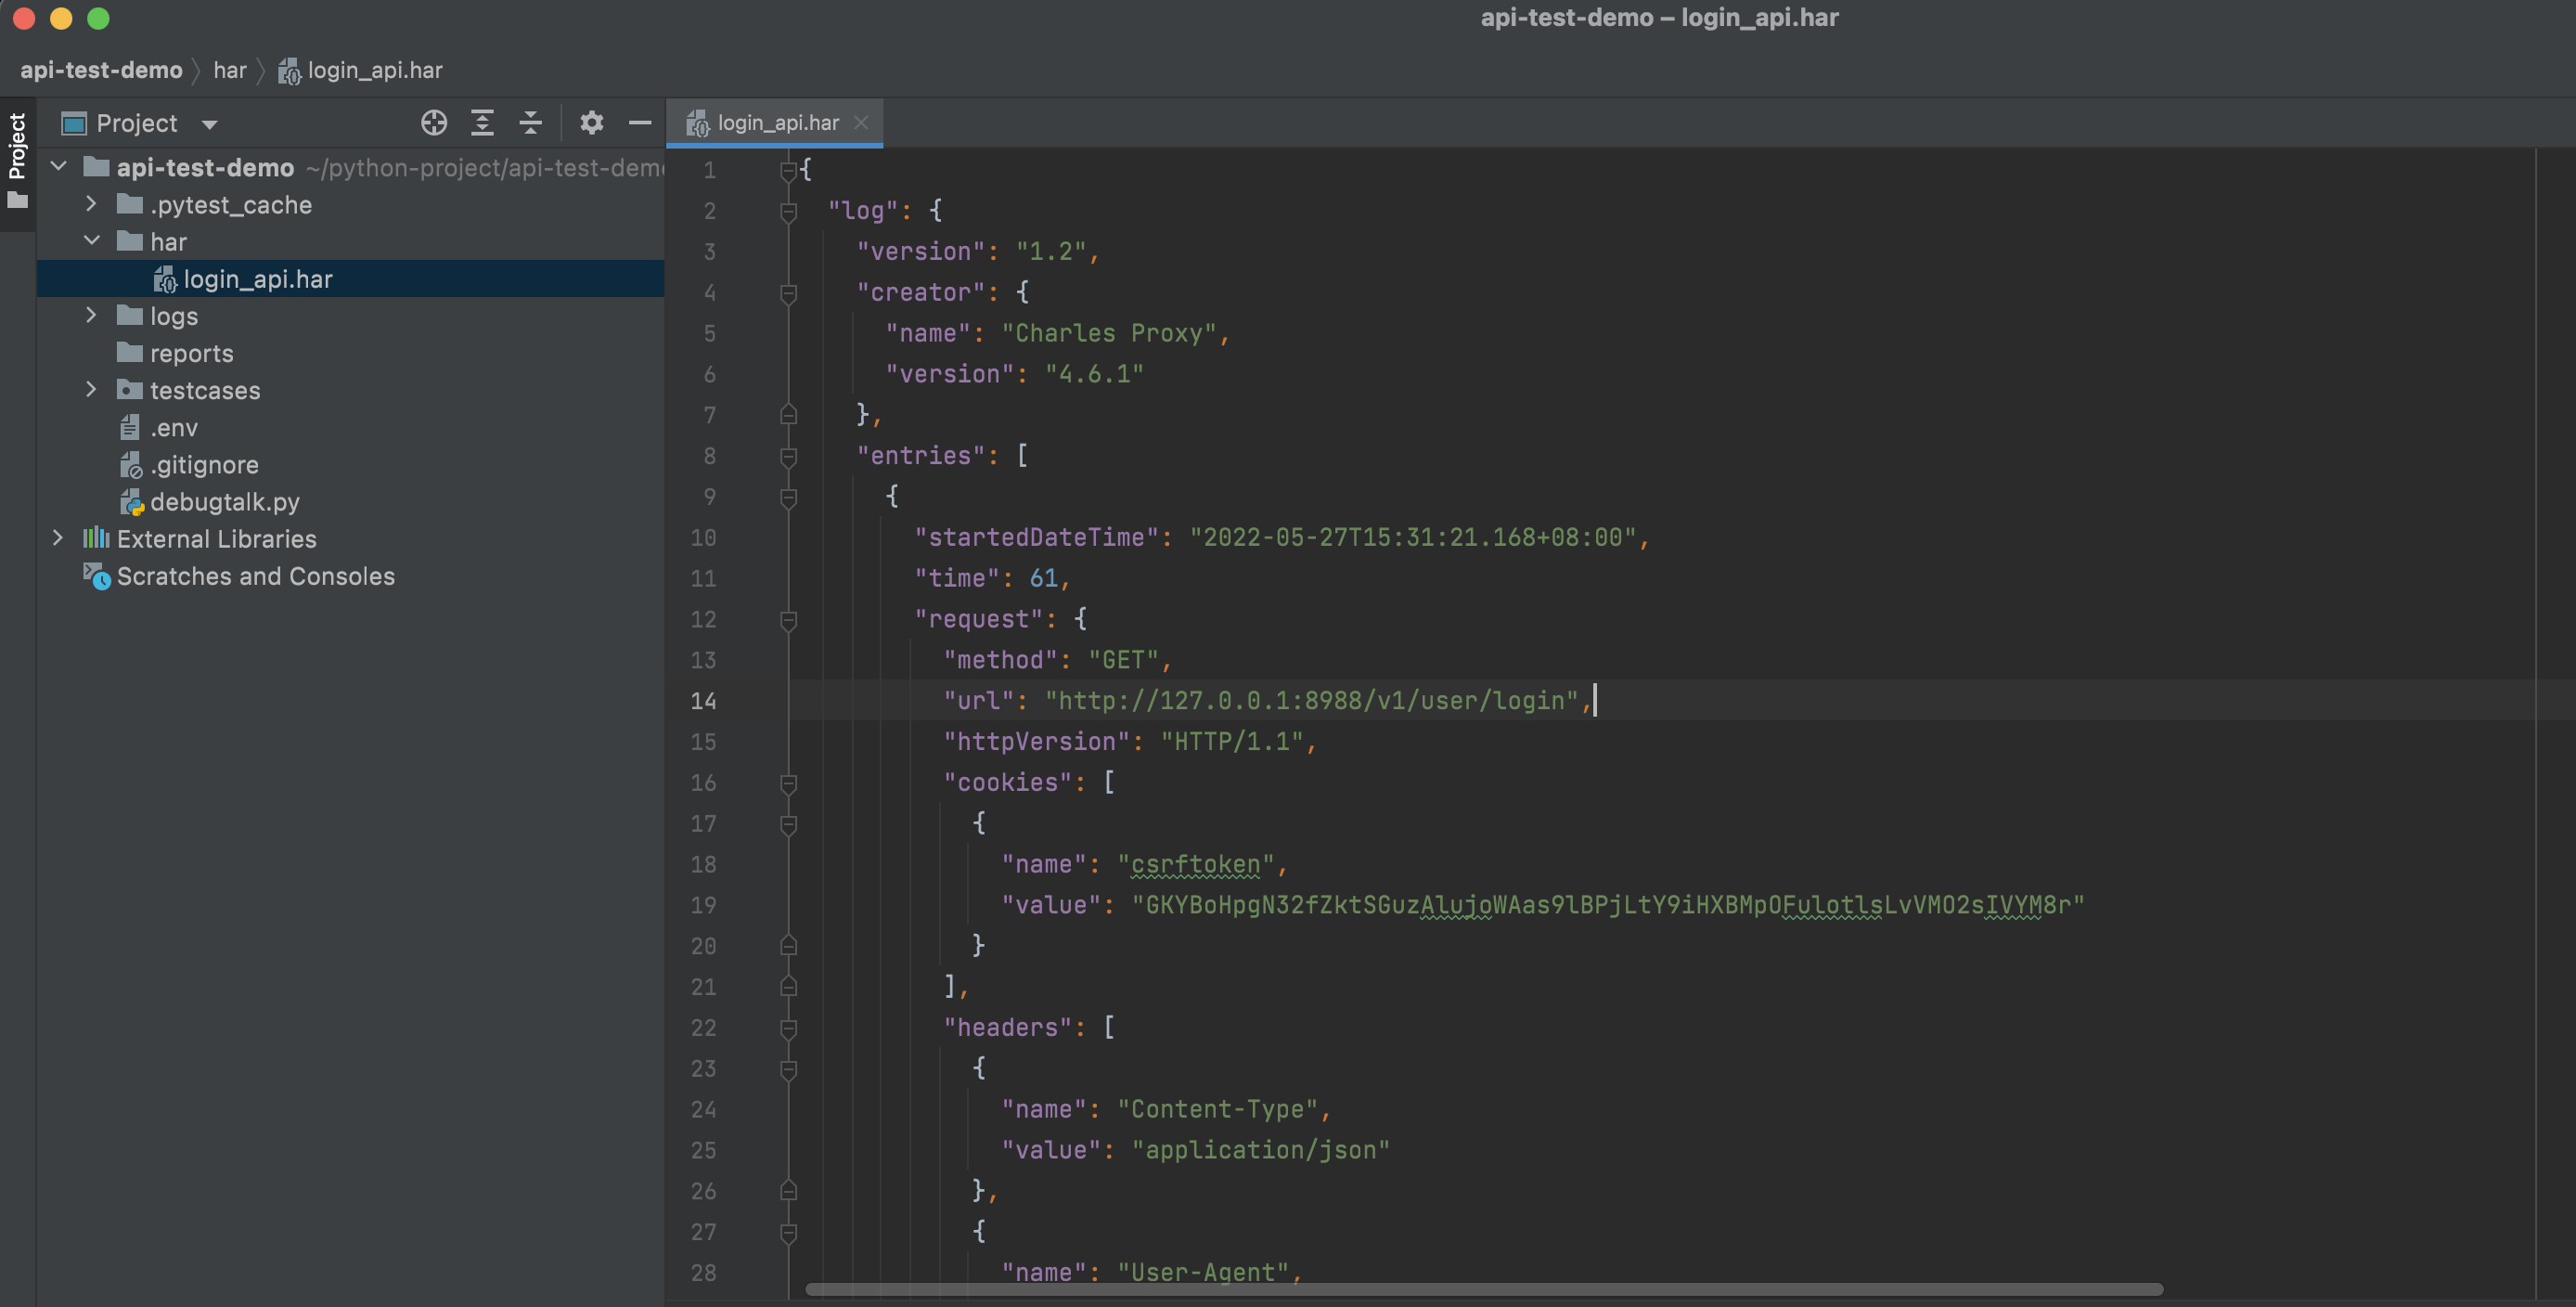 api-test-demo – login_api.har
api-test-demo har login_api.har
Project
Project
login_api.har
api-test-demo ~/python-project/api-test-demo
.pytest_cache
har
login_api.har
logs
reports
testcases
.env
.gitignore
debugtalk.py
External Libraries
Scratches and Consoles
1 {
2 "log": {
3 "version": "1.2",
4 "creator": {
5 "name": "Charles Proxy",
6 "version": "4.6.1"
7 },
8 "entries": [
9 {
10 "startedDateTime": "2022-05-27T15:31:21.168+08:00",
11 "time": 61,
12 "request": {
13 "method": "GET",
14 "url": "http://127.0.0.1:8988/v1/user/login",
15 "httpVersion": "HTTP/1.1",
16 "cookies": [
17 {
18 "name": "csrftoken",
19 "value": "GKYBoHpgN32fZktSGuzAlujoWAas9lBPjLtY9iHXBMpOFulotlsLvVMO2sIVYM8r"
20 }
21 ],
22 "headers": [
23 {
24 "name": "Content-Type",
25 "value": "application/json"
26 },
27 {
28 "name": "User-Agent",